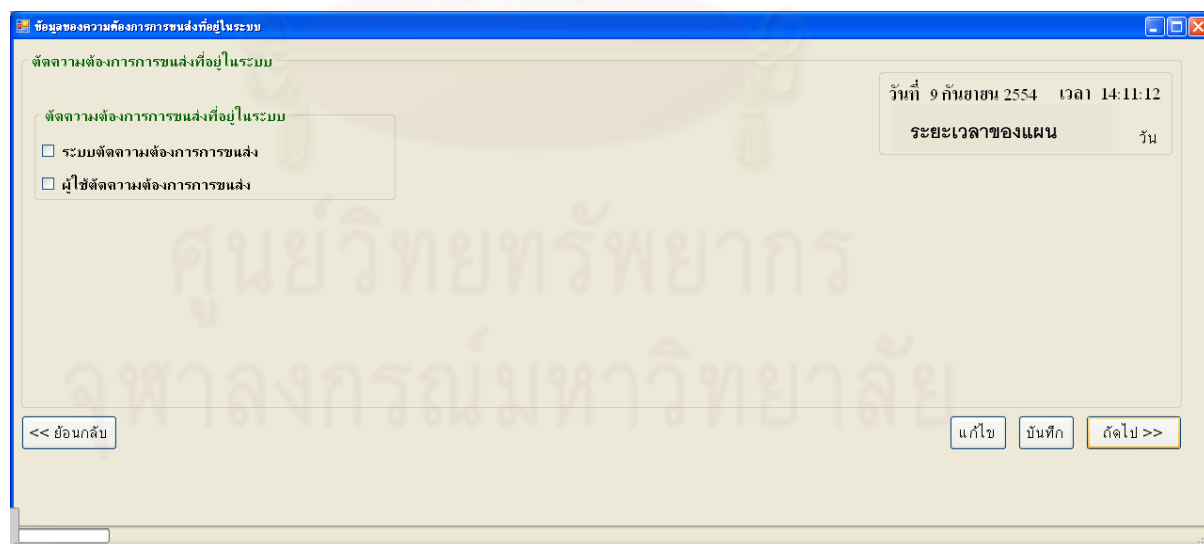 ข้อมูลของความต้องการการขนส่งที่อยู่ในระบบ
ตัดความต้องการการขนส่งที่อยู่ในระบบ
วันที่ 9 กันยายน 2554 เวลา 14:11:12
ระยะเวลาของแผน วัน
ตัดความต้องการการขนส่งที่อยู่ในระบบ
ระบบตัดความต้องการการขนส่ง
ผู้ใช้ตัดความต้องการการขนส่ง
ศูนย์วิทยทรัพยากร
จุฬาลงกรณ์มหาวิทยาลัย
<< ย้อนกลับ แก้ไข บันทึก ถัดไป >>